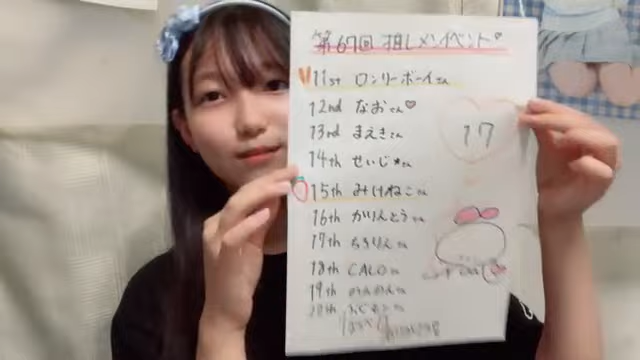 第67回 推しメンイベント
11st ロンリーボーイさん
12nd なおさん♡
13rd まえきさん
14th せいじ★さん
15th みけねこさん
16th かりんとうさん
17th ちろりんさん
18th CALOさん
19th
20th
17